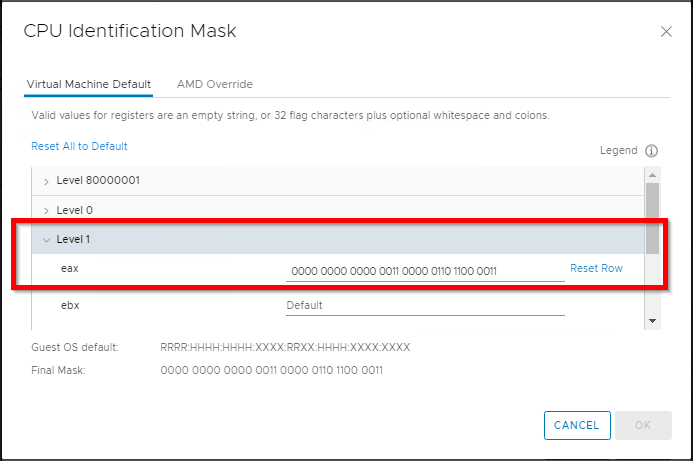 CPU Identification Mask
Virtual Machine Default AMD Override
Valid values for registers are an empty string, or 32 flag characters plus optional whitespace and colons.
Reset All to Default
Legend
Level 80000001
Level 0
Level 1
eax 0000 0000 0000 0011 0000 0110 1100 0011 Reset Row
ebx Default
Guest OS default: RRRR:HHHH:HHHH:XXXX:RRXX:HHHH:XXXX:XXXX
Final Mask: 0000 0000 0000 0011 0000 0110 1100 0011
CANCEL OK